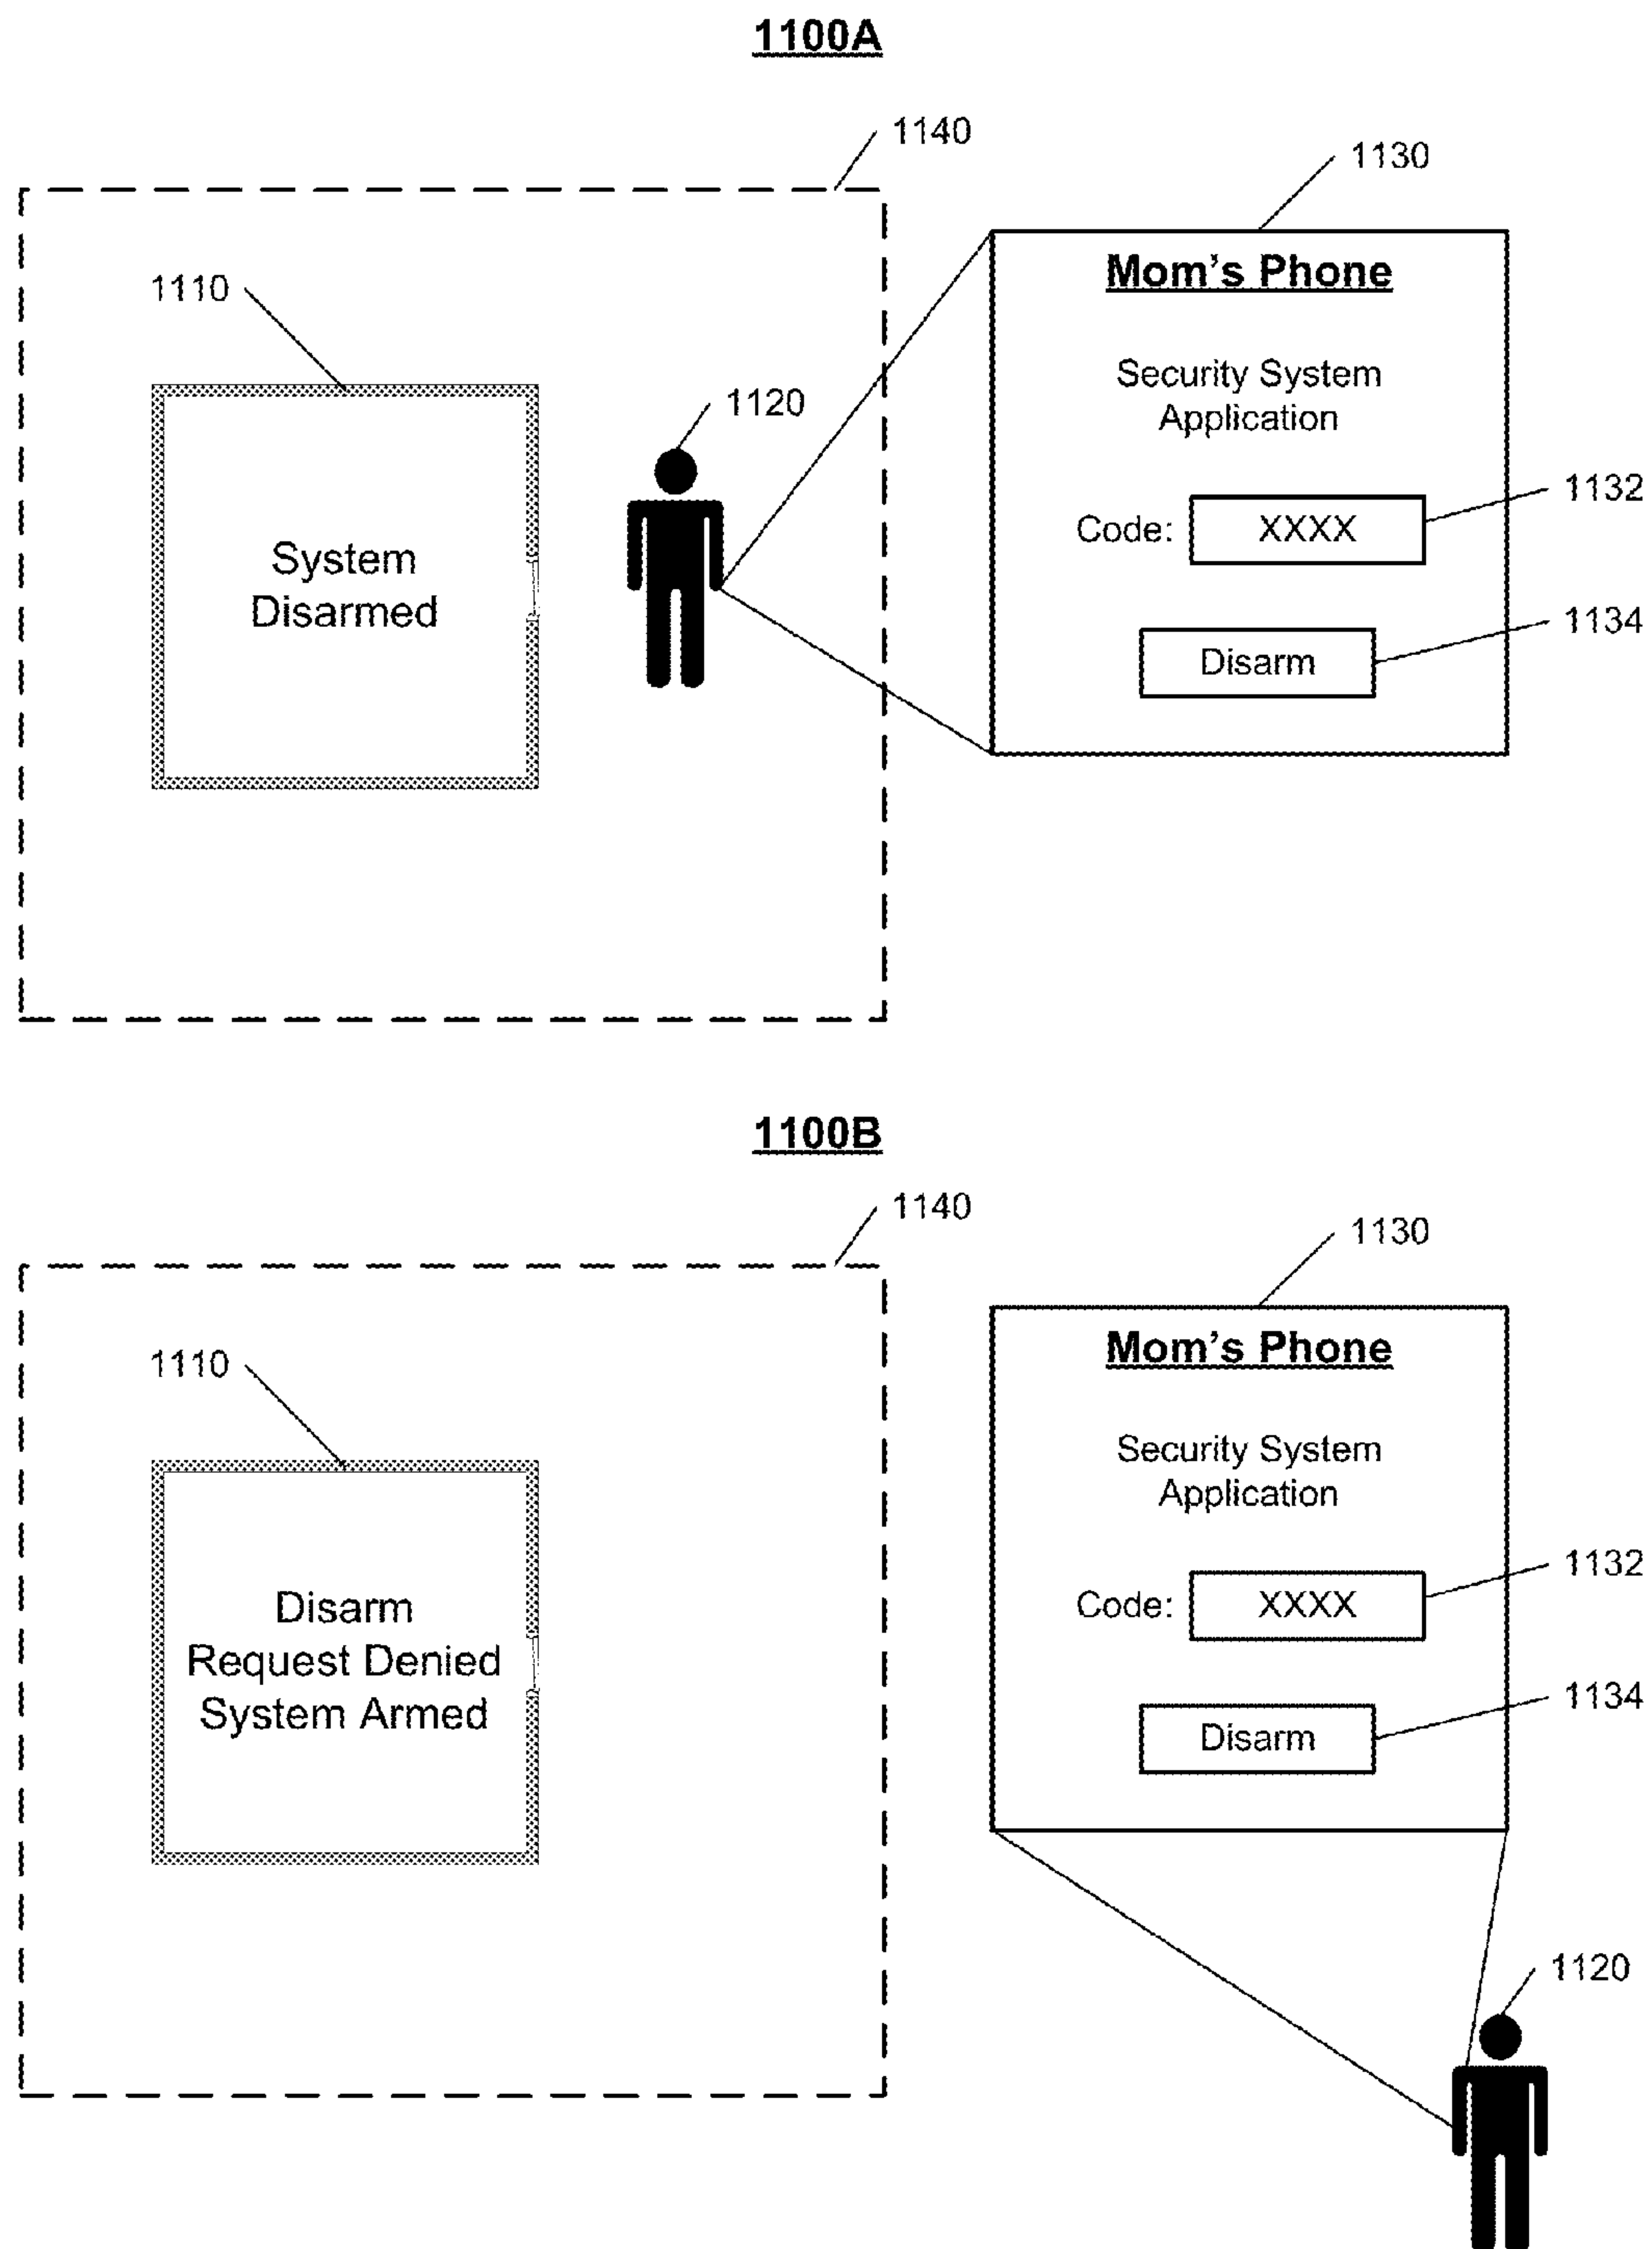 1100A
1140
1130
1110
Mom's Phone
Security System
Application
1120
1132
Code: XXXX
System
Disarmed
1134
Disarm
1100B
1140
1130
1110
Mom's Phone
Security System
Application
1132
Code: XXXX
Disarm
Request Denied
System Armed
1134
Disarm
1120